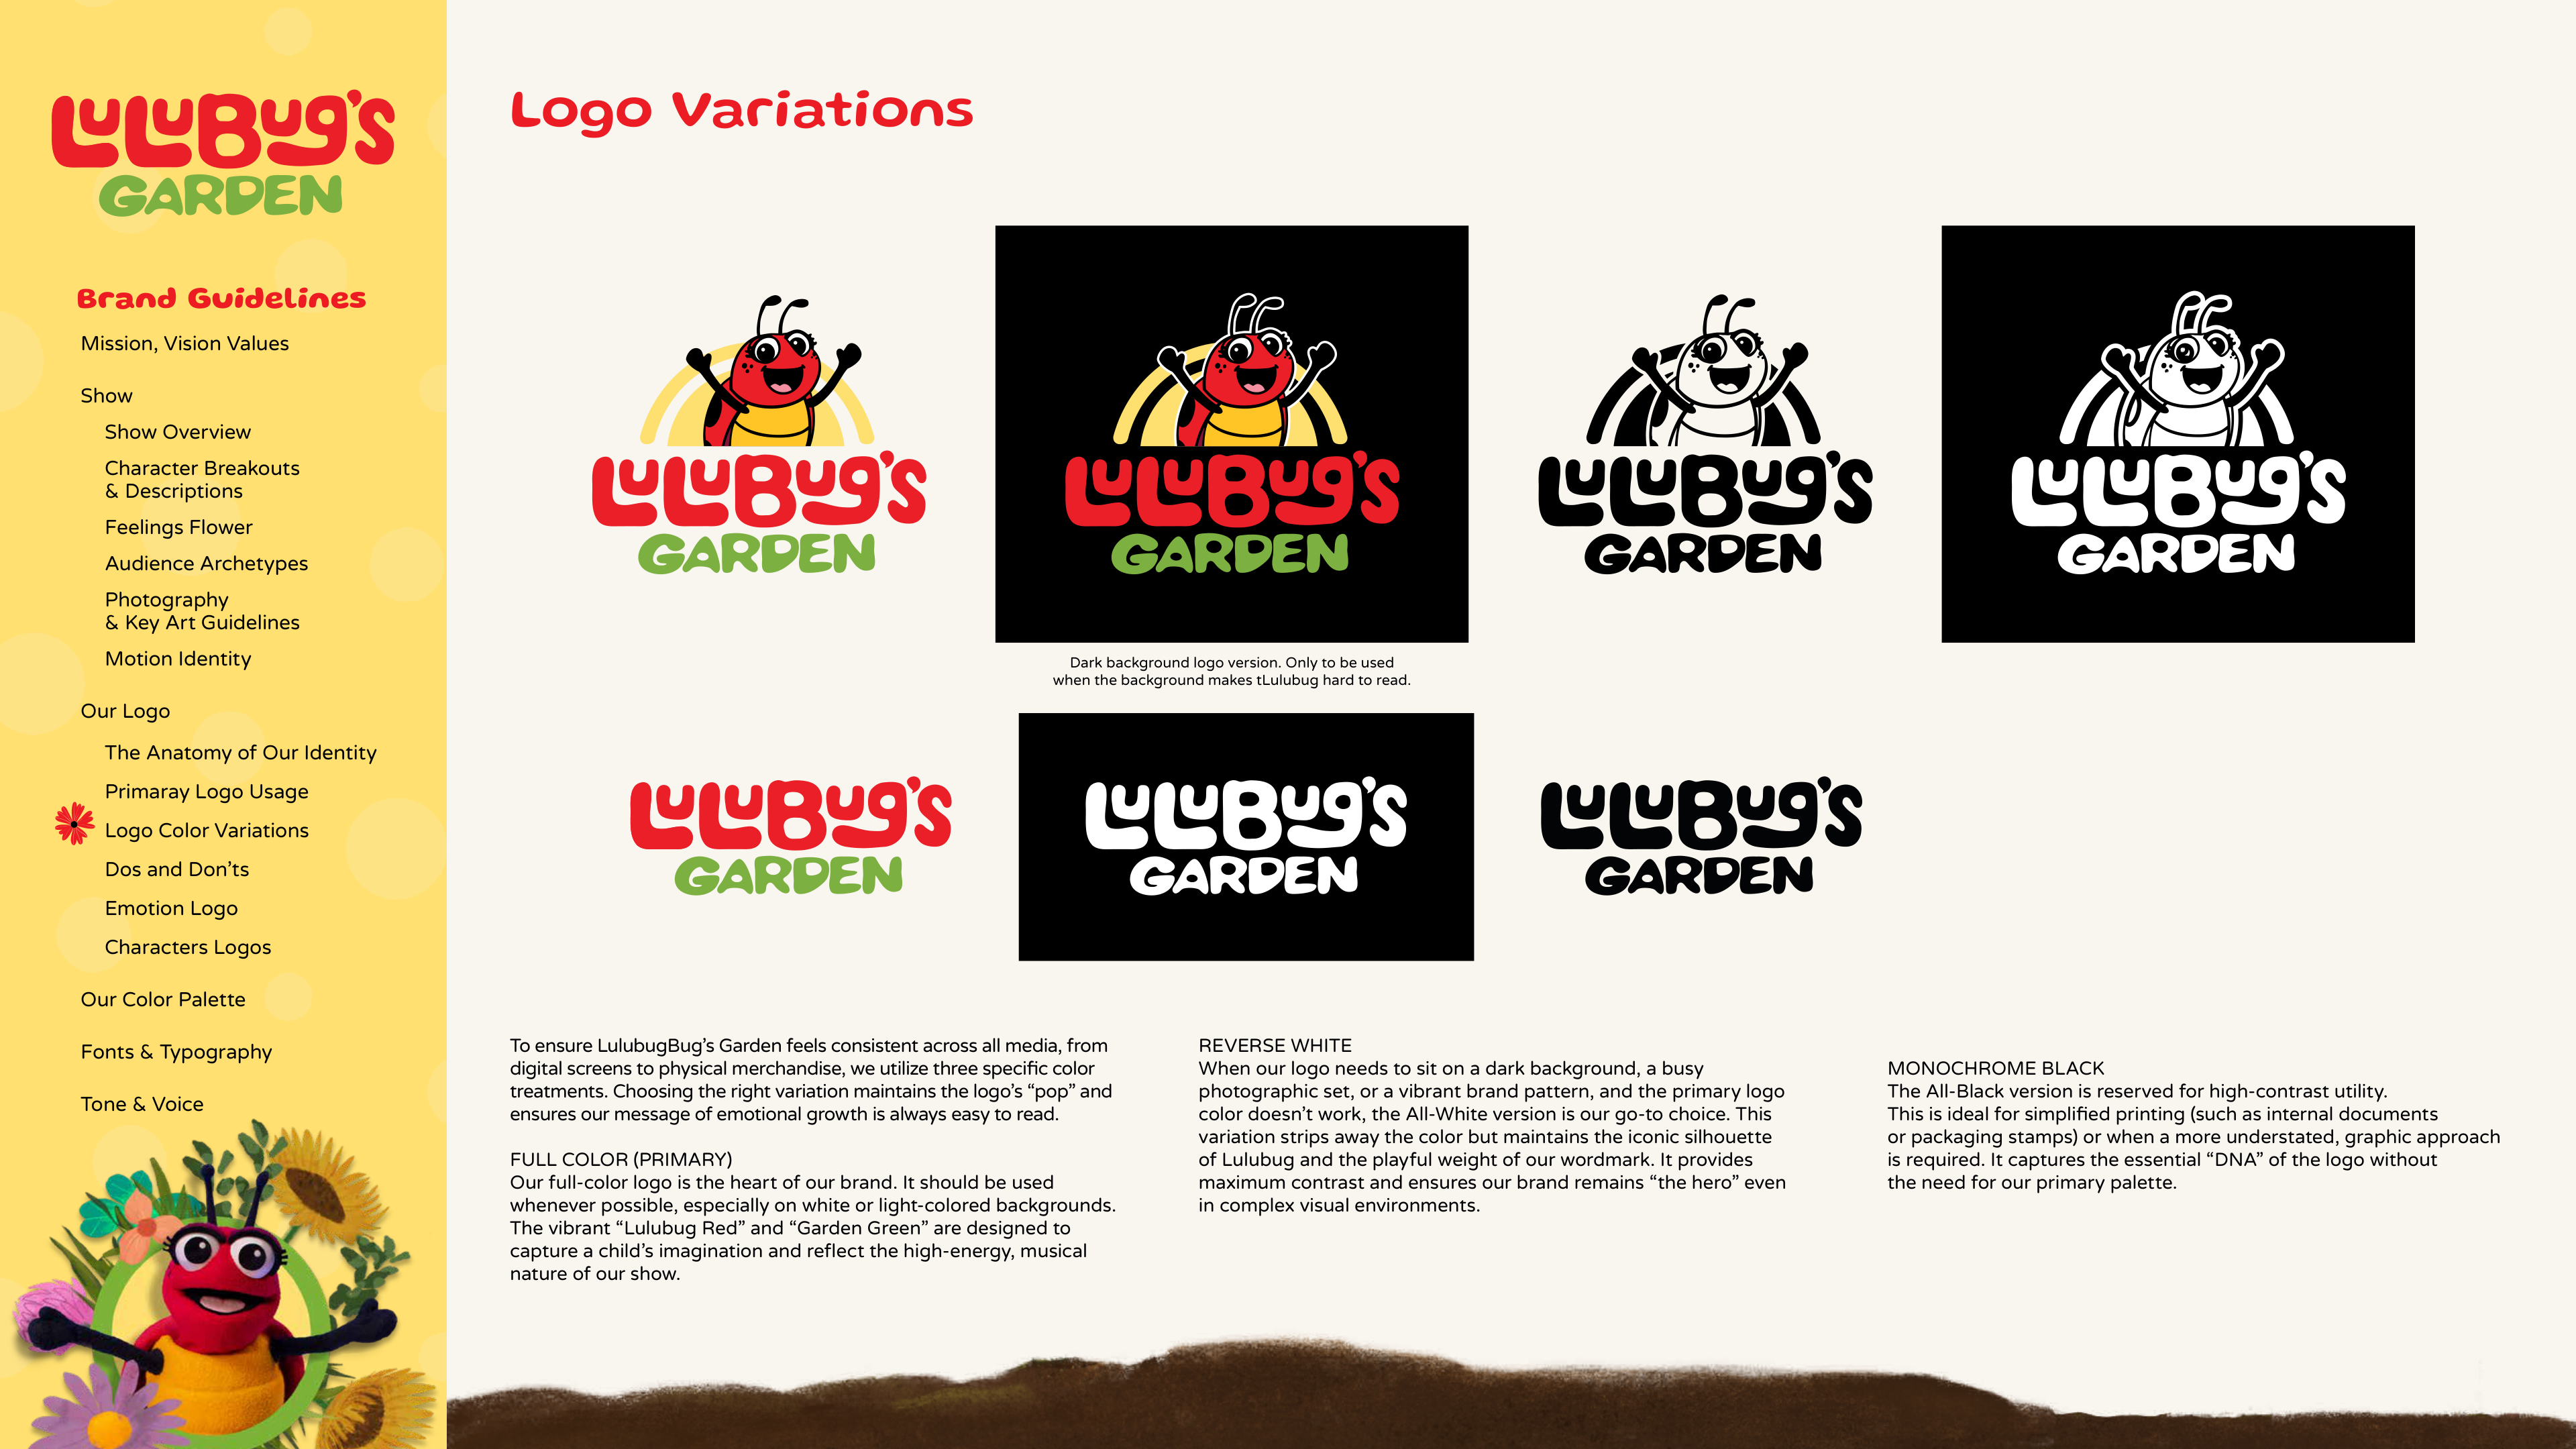 LuLuBug's
GARDEN
Brand Guidelines
Mission, Vision Values
Show
Show Overview
Character Breakouts
& Descriptions
Feelings Flower
Audience Archetypes
Photography
& Key Art Guidelines
Motion Identity
Our Logo
The Anatomy of Our Identity
Primaray Logo Usage
Logo Color Variations
Dos and Don'ts
Emotion Logo
Characters Logos
Our Color Palette
Fonts & Typography
Tone & Voice
Logo Variations
LuLuBug's
GARDEN
LuLuBug's
GARDEN
Dark background logo version. Only to be used
when the background makes tLulubug hard to read.
LuLuBug's
GARDEN
LuLuBug's
GARDEN
LuLuBug's
GARDEN
LuLuBug's
GARDEN
LuLuBug's
GARDEN
To ensure LulubugBug's Garden feels consistent across all media, from
digital screens to physical merchandise, we utilize three specific color
treatments. Choosing the right variation maintains the logo's “pop” and
ensures our message of emotional growth is always easy to read.
FULL COLOR (PRIMARY)
Our full-color logo is the heart of our brand. It should be used
whenever possible, especially on white or light-colored backgrounds.
The vibrant “Lulubug Red” and “Garden Green” are designed to
capture a child's imagination and reflect the high-energy, musical
nature of our show.
REVERSE WHITE
When our logo needs to sit on a dark background, a busy
photographic set, or a vibrant brand pattern, and the primary logo
color doesn't work, the All-White version is our go-to choice. This
variation strips away the color but maintains the iconic silhouette
of Lulubug and the playful weight of our wordmark. It provides
maximum contrast and ensures our brand remains “the hero” even
in complex visual environments.
MONOCHROME BLACK
The All-Black version is reserved for high-contrast utility.
This is ideal for simplified printing (such as internal documents
or packaging stamps) or when a more understated, graphic approach
is required. It captures the essential “DNA” of the logo without
the need for our primary palette.